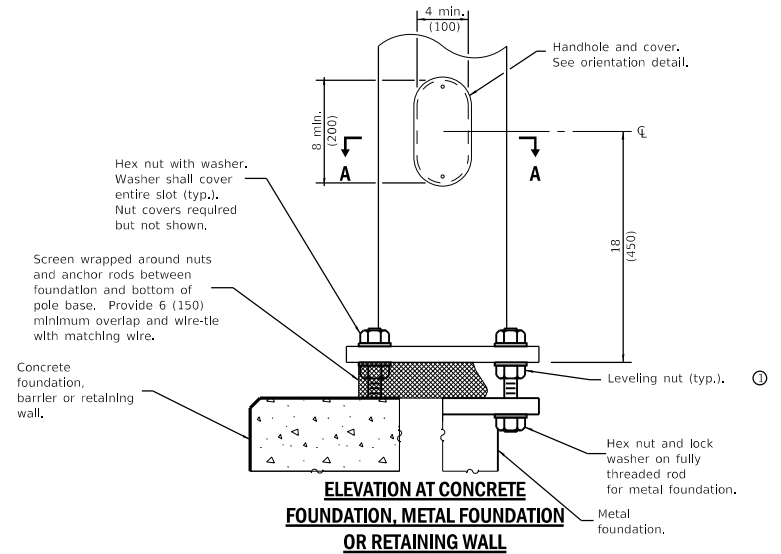 4 min.
(100)
Handhole and cover.
See orientation detail.
8 min.
(200)
℄
A
A
Hex nut with washer.
Washer shall cover
entire slot (typ.).
Nut covers required
but not shown.
18
(450)
Screen wrapped around nuts
and anchor rods between
foundation and bottom of
pole base. Provide 6 (150)
minimum overlap and wire-tie
with matching wire.
Concrete
foundation,
barrier or retaining
wall.
Leveling nut (typ.). ①
Hex nut and lock
washer on fully
threaded rod
for metal foundation.
Metal
foundation.
ELEVATION AT CONCRETE
FOUNDATION, METAL FOUNDATION
OR RETAINING WALL